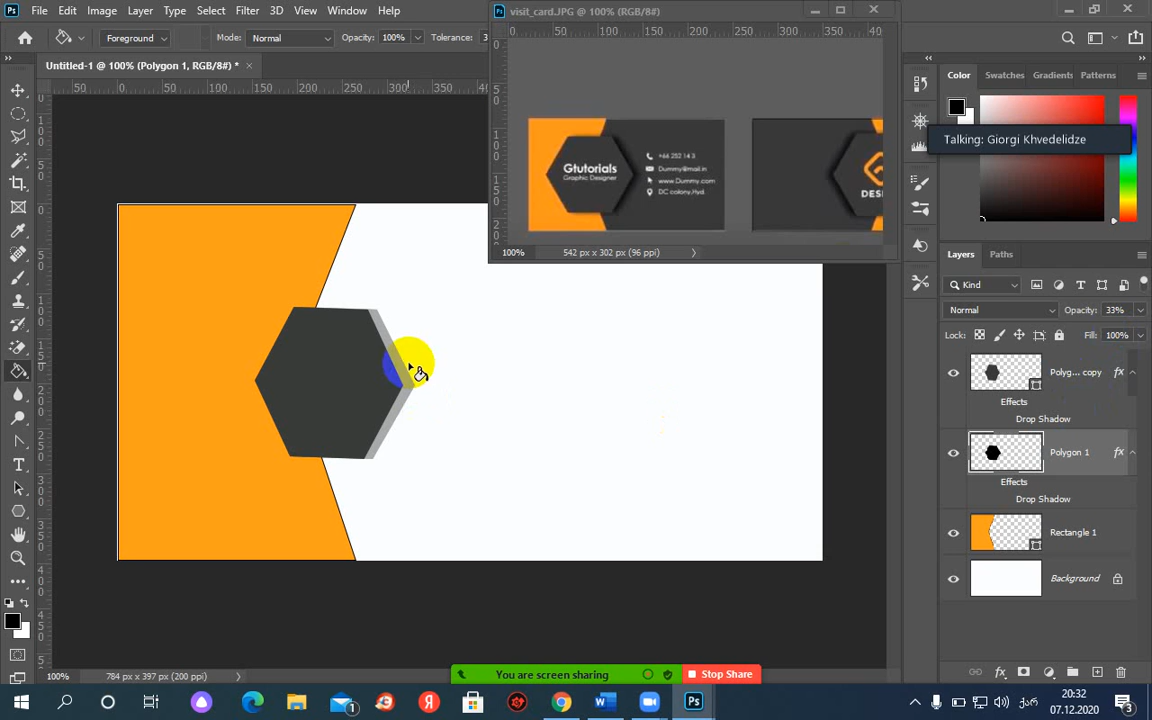 File Edit Image Layer Type Select Filter 3D View Window Help
visit_card.JPG @ 100% (RGB/8#)
Foreground Mode: Normal Opacity: 100% Tolerance: 3
Untitled-1 @ 100% (Polygon 1, RGB/8#) *
Color Swatches Gradients Patterns
Talking: Giorgi Khvedelidze
Gtutorials
Graphic Designer
+64 252 14 3
Dummy@mail.in
www.Dummy.com
DC colony,Hyd.
DESI
100% 542 px x 302 px (96 ppi)
Layers Paths
Kind
Normal Opacity: 33%
Lock: Fill: 100%
Polyg... copy fx
Effects
Drop Shadow
Polygon 1 fx
Effects
Drop Shadow
Rectangle 1
Background
100% 784 px x 397 px (200 ppi)
You are screen sharing Stop Share
20:32
07.12.2020
ქარ